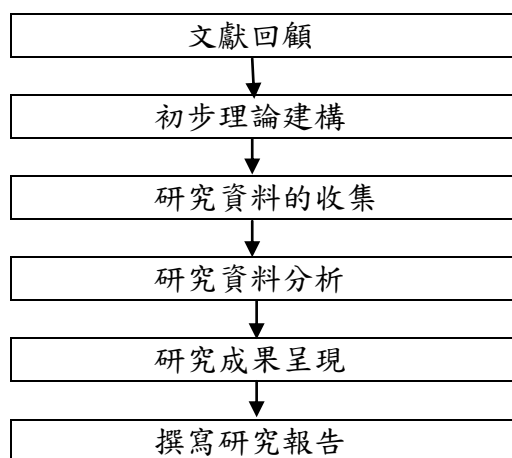 文獻回顧
初步理論建構
研究資料的收集
研究資料分析
研究成果呈現
撰寫研究報告